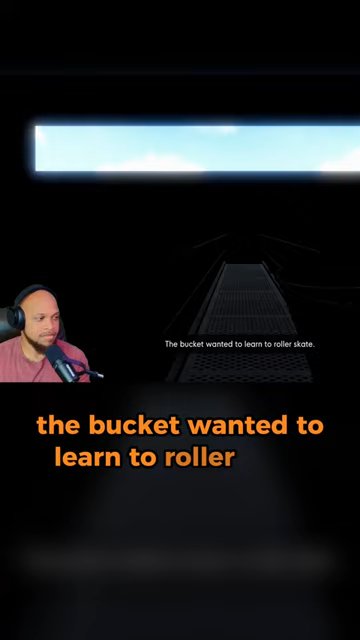 The bucket wanted to learn to roller skate.
the bucket wanted to
learn to roller